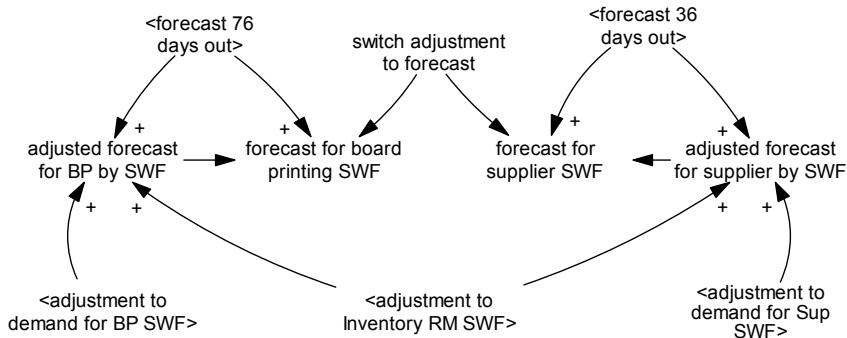 <forecast 76
days out>
switch adjustment
to forecast
<forecast 36
days out>
+
+
+
+
adjusted forecast
for BP by SWF
forecast for board
printing SWF
forecast for
supplier SWF
adjusted forecast
for supplier by SWF
+
+
+
+
<adjustment to
demand for BP SWF>
<adjustment to
Inventory RM SWF>
<adjustment to
demand for Sup
SWF>